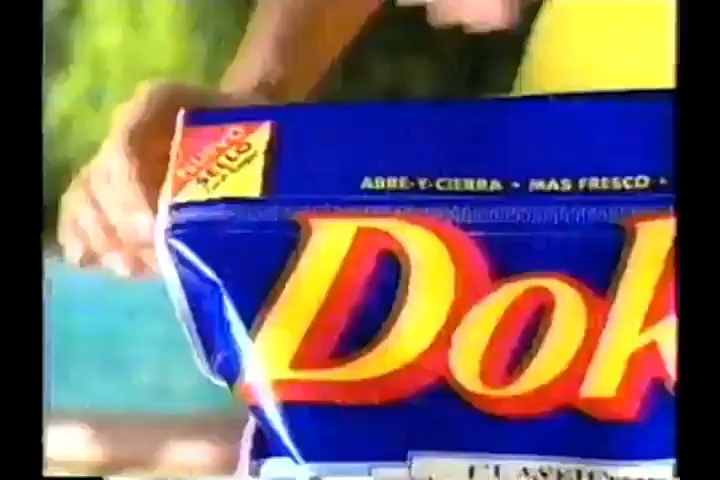 NUEVO
SELLO
ABRE-Y-CIERRA • MAS FRESCO •
Dok